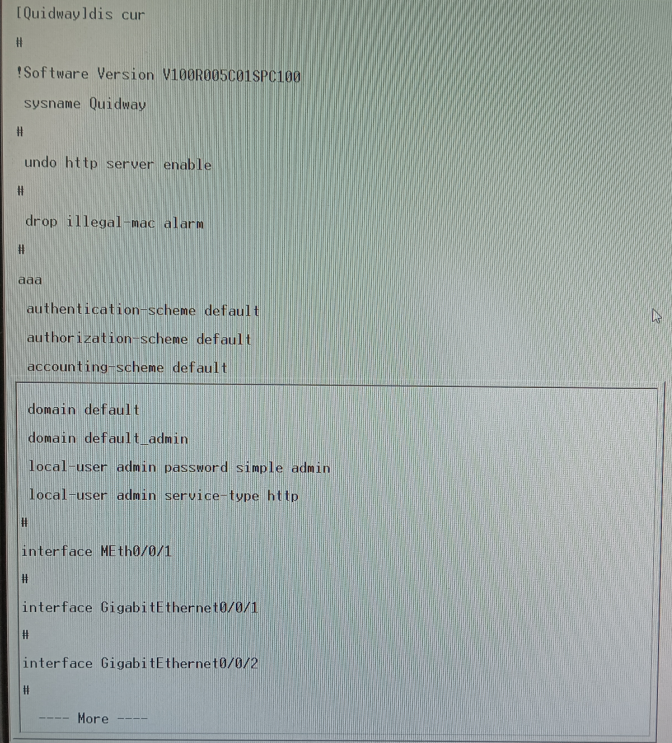 [Quidway]dis cur
#
!Software Version V100R005C01SPC100
sysname Quidway
#
undo http server enable
#
drop illegal-mac alarm
#
aaa
authentication-scheme default
authorization-scheme default
accounting-scheme default
domain default
domain default_admin
local-user admin password simple admin
local-user admin service-type http
#
interface MEth0/0/1
#
interface GigabitEthernet0/0/1
#
interface GigabitEthernet0/0/2
#
---- More ----